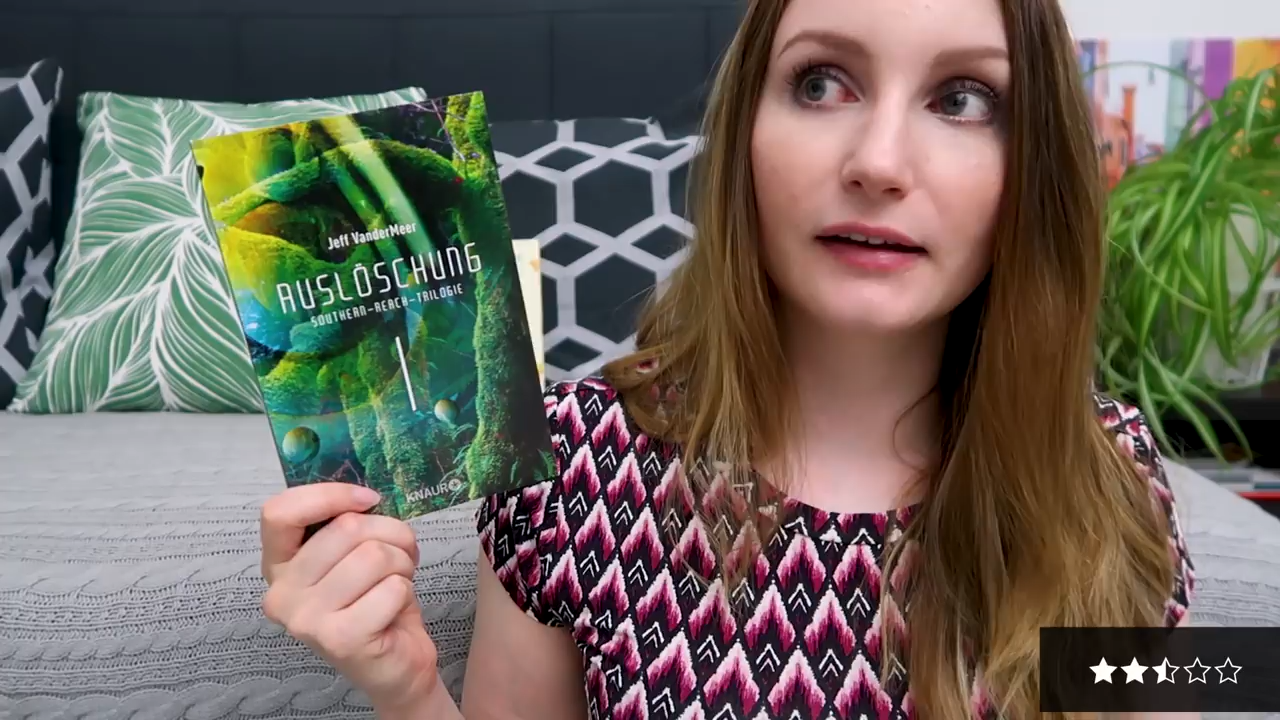 Jeff VanderMeer
AUSLÖSCHUNG
SOUTHERN-REACH-TRILOGIE
I
KNAUR